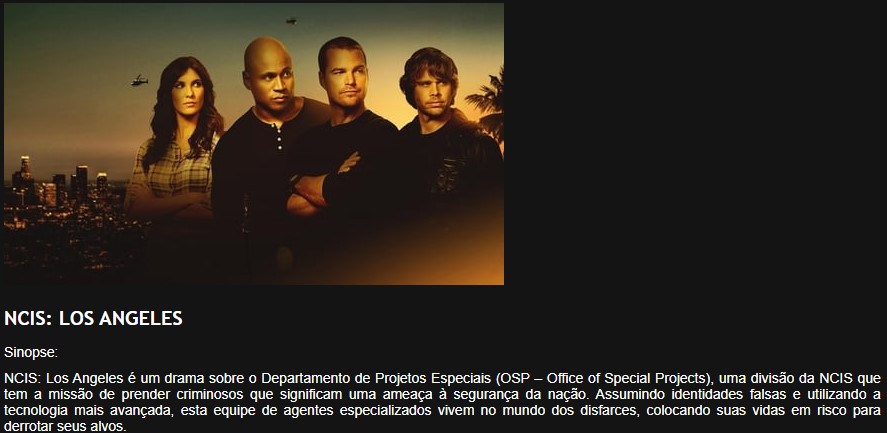 NCIS: LOS ANGELES
Sinopse:
NCIS: Los Angeles é um drama sobre o Departamento de Projetos Especiais (OSP – Office of Special Projects), uma divisão da NCIS que
tem a missão de prender criminosos que significam uma ameaça à segurança da nação. Assumindo identidades falsas e utilizando a
tecnologia mais avançada, esta equipe de agentes especializados vivem no mundo dos disfarces, colocando suas vidas em risco para
derrotar seus alvos.